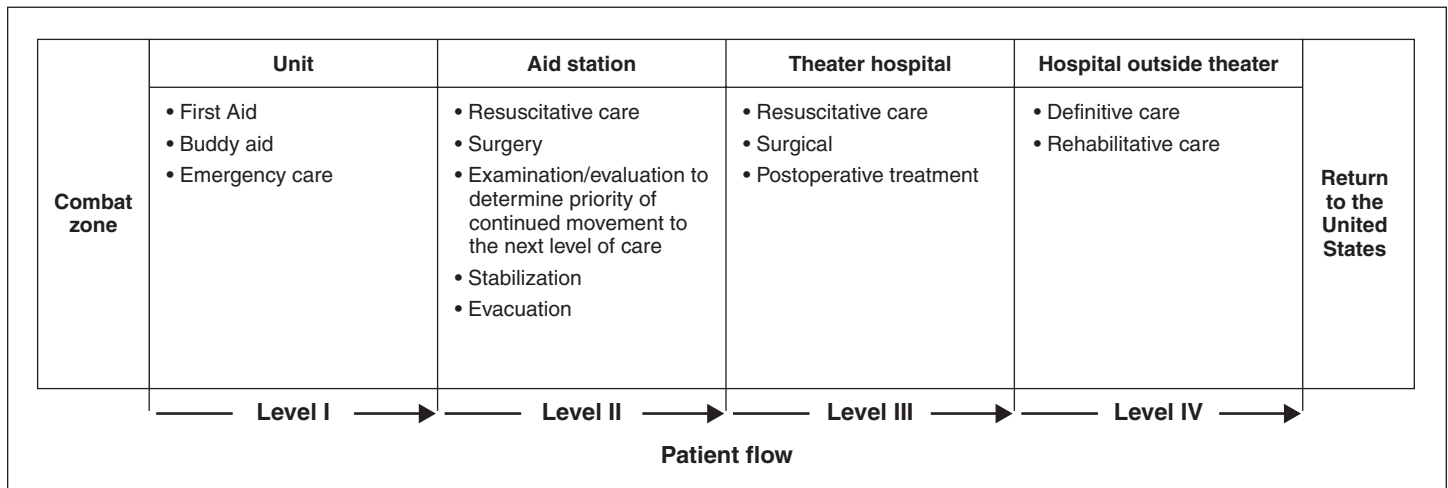 Combat
zone
Unit
• First Aid
• Buddy aid
• Emergency care
Aid station
• Resuscitative care
• Surgery
• Examination/evaluation to
determine priority of
continued movement to
the next level of care
• Stabilization
• Evacuation
Theater hospital
• Resuscitative care
• Surgical
• Postoperative treatment
Hospital outside theater
• Definitive care
• Rehabilitative care
Return
to the
United
States
Level I
Level II
Level III
Level IV
Patient flow